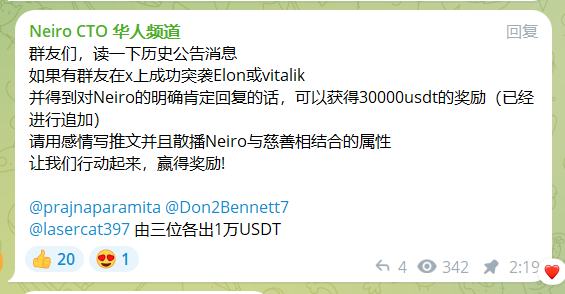 Neiro CTO 华人频道 回复
群友们，读一下历史公告消息
如果有群友在x上成功突袭Elon或vitalik
并得到对Neiro的明确肯定回复的话，可以获得30000usdt的奖励（已经
进行追加）
请用感情写推文并且散播Neiro与慈善相结合的属性
让我们行动起来，赢得奖励!
@prajnaparamita @Don2Bennett7
@lasercat397 由三位各出1万USDT
👍 20 😍 1 4 342 2:19